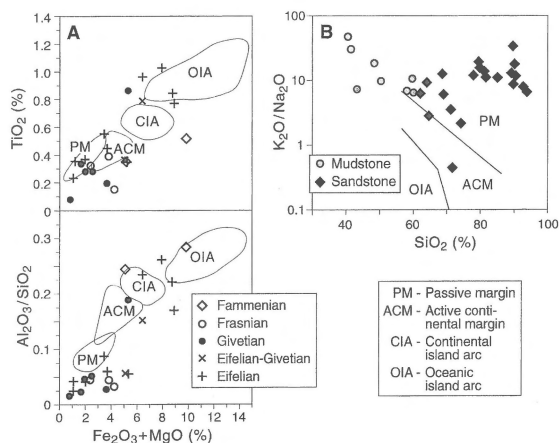 A
1.4
1.2
1.0
0.8
0.6
0.4
0.2
0
TiO2 (%)
OIA
CIA
PM
ACM
0.3
0.2
0.1
0
Al2O3/SiO2
OIA
CIA
ACM
PM
0 2 4 6 8 10 12 14
Fe2O3+MgO (%)
Fammenian
Frasnian
Givetian
Eifelian-Givetian
Eifelian
B
100
10
1
0.1
K2O/Na2O
PM
ACM
OIA
Mudstone
Sandstone
30 40 50 60 70 80 90 100
SiO2 (%)
PM - Passive margin
ACM - Active conti-
nental margin
CIA - Continental
island arc
OIA - Oceanic
island arc